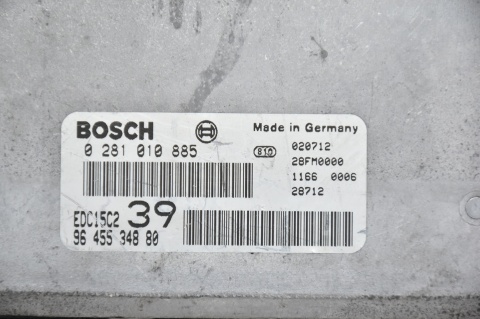 BOSCH
Made in Germany
0 281 010 885
810
020712
28FM0000
1166 0006
28712
EDC15C2 39
96 455 348 80